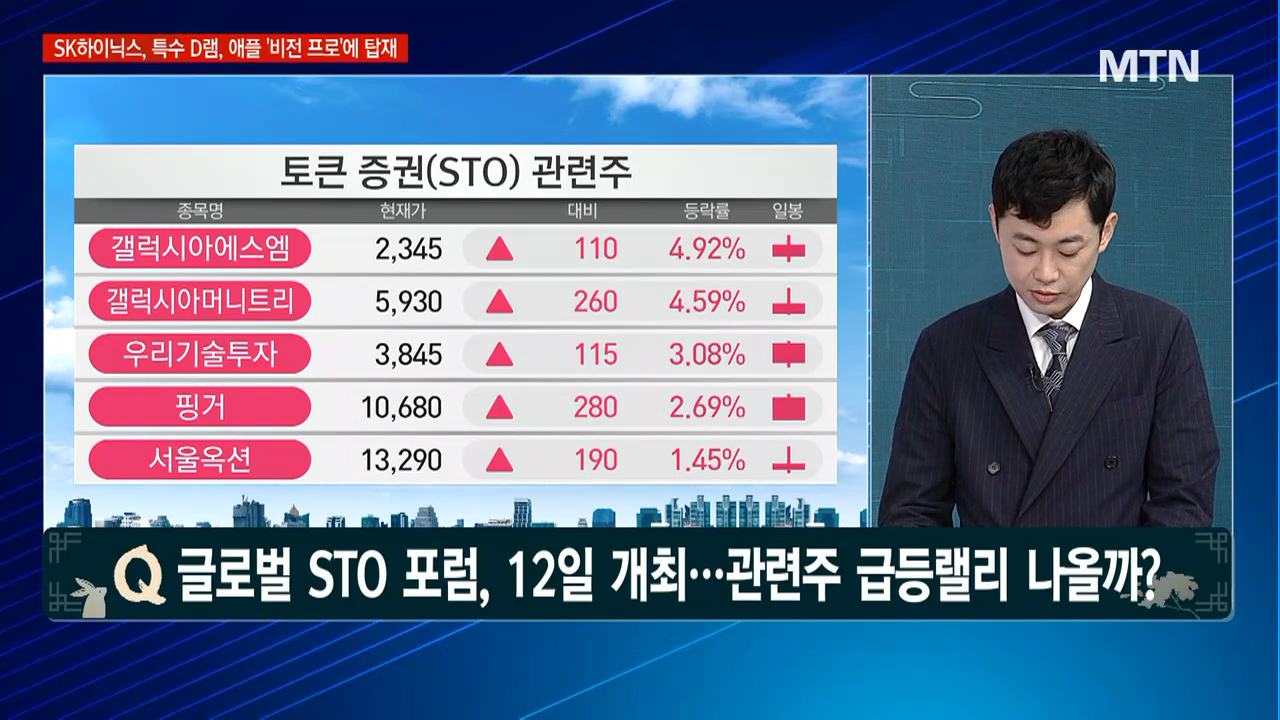 SK하이닉스, 특수 D램, 애플 '비전 프로'에 탑재
MTN
토큰 증권(STO) 관련주
종목명 현재가 대비 등락률 일봉
갤럭시아에스엠 2,345 ▲ 110 4.92%
갤럭시아머니트리 5,930 ▲ 260 4.59%
우리기술투자 3,845 ▲ 115 3.08%
핑거 10,680 ▲ 280 2.69%
서울옥션 13,290 ▲ 190 1.45%
Q 글로벌 STO 포럼, 12일 개최…관련주 급등랠리 나올까?